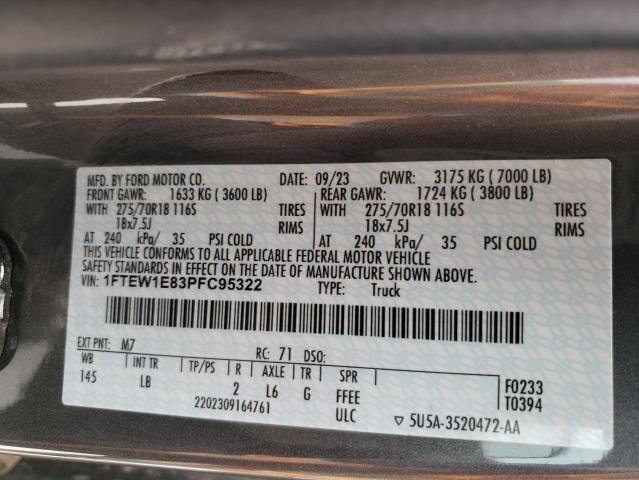 MFD. BY FORD MOTOR CO. DATE: 09/23 GVWR: 3175 KG ( 7000 LB)
FRONT GAWR: 1633 KG ( 3600 LB) REAR GAWR: 1724 KG ( 3800 LB)
WITH 275/70R18 116S TIRES WITH 275/70R18 116S TIRES
18x7.5J RIMS 18x7.5J RIMS
AT 240 kPa/ 35 PSI COLD AT 240 kPa/ 35 PSI COLD
THIS VEHICLE CONFORMS TO ALL APPLICABLE FEDERAL MOTOR VEHICLE
SAFETY STANDARDS IN EFFECT ON THE DATE OF MANUFACTURE SHOWN ABOVE.
VIN: 1FTEW1E83PFC95322 TYPE: Truck
EXT PNT: M7 RC: 71 DSO:
WB INT TR TP/PS R AXLE TR SPR
145 LB 2 L6 G FFEE
2202309164761 ULC
F0233
T0394
▽ 5U5A-3520472-AA